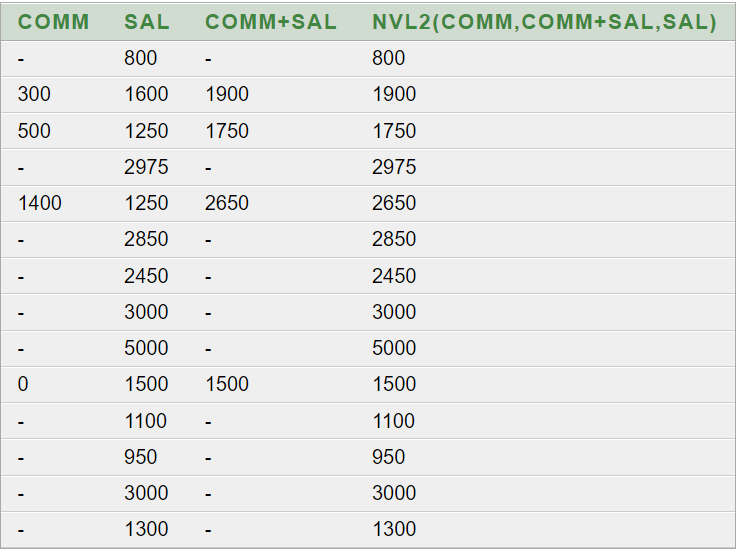 COMM SAL COMM+SAL NVL2(COMM,COMM+SAL,SAL)
- 800 - 800
300 1600 1900 1900
500 1250 1750 1750
- 2975 - 2975
1400 1250 2650 2650
- 2850 - 2850
- 2450 - 2450
- 3000 - 3000
- 5000 - 5000
0 1500 1500 1500
- 1100 - 1100
- 950 - 950
- 3000 - 3000
- 1300 - 1300